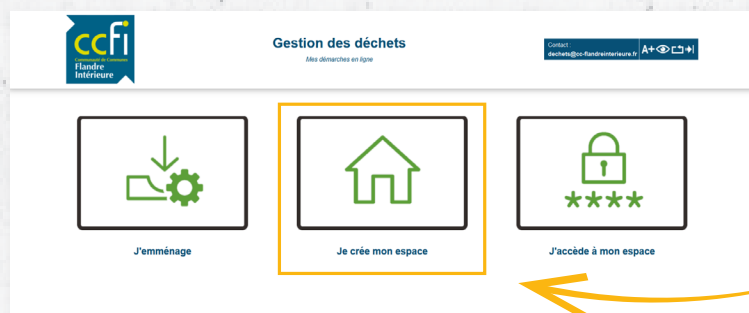 ccfi
Communauté de Communes
Flandre
Intérieure
Gestion des déchets
Mes démarches en ligne
Contact :
dechets@cc-flandreinterieure.fr
A+
****
J'emménage
Je crée mon espace
J'accède à mon espace